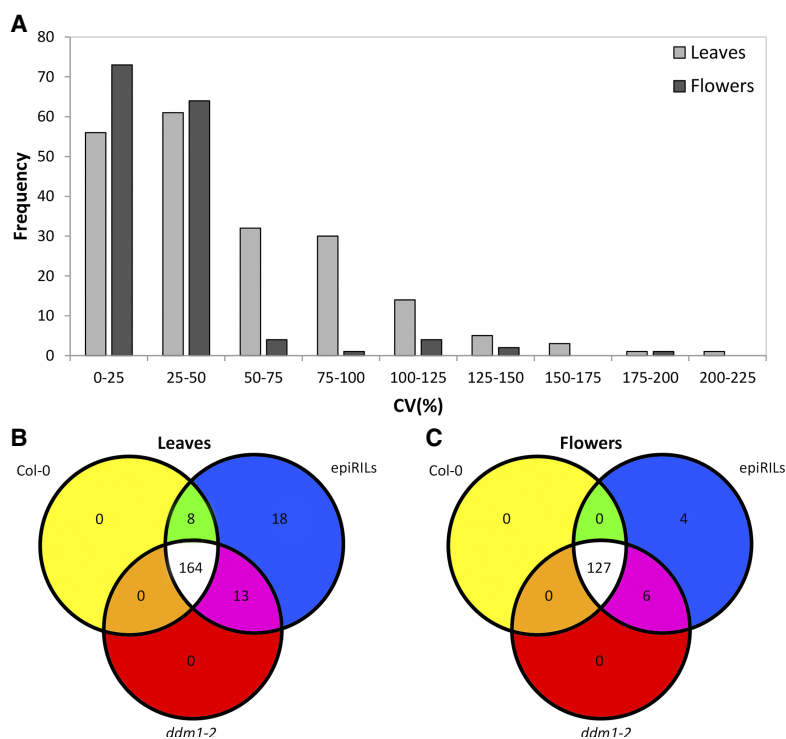 A
80
70
60
50
40
30
20
10
0
Frequency
Leaves
Flowers
0-25 25-50 50-75 75-100 100-125 125-150 150-175 175-200 200-225
CV(%)
B
Leaves
Col-0
epiRILs
0
8
18
164
0
13
0
ddm1-2
C
Flowers
Col-0
epiRILs
0
0
4
127
0
6
0
ddm1-2